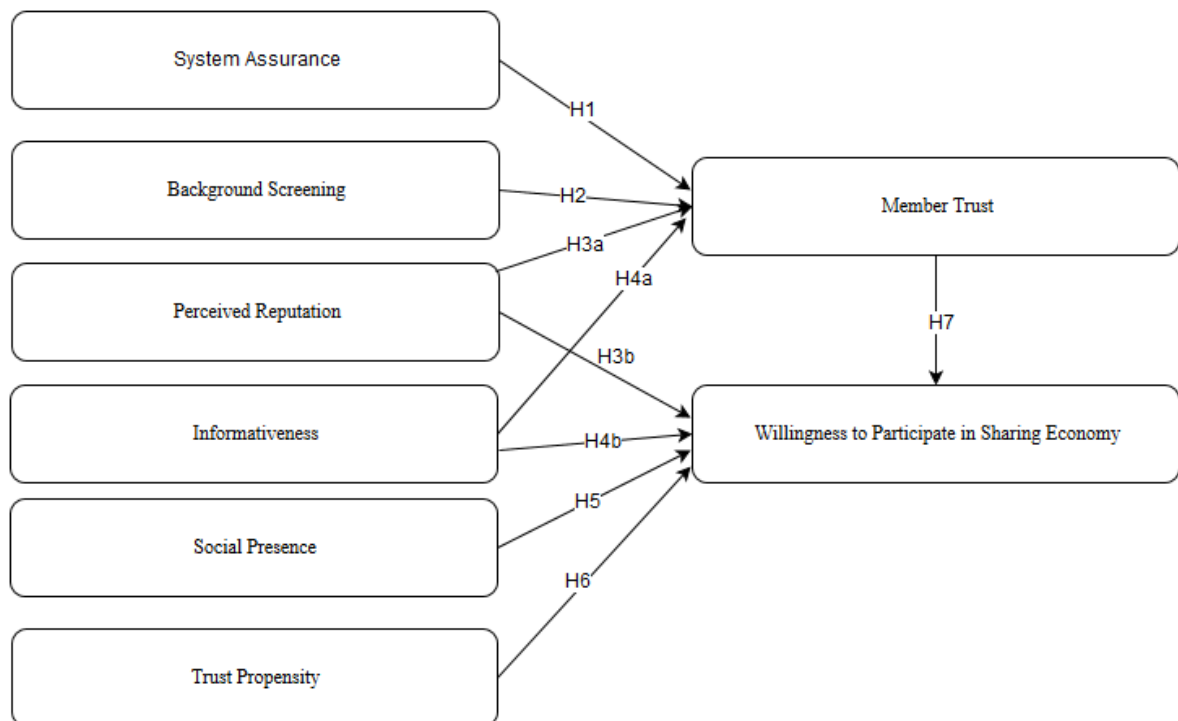 System Assurance
H1
Background Screening
H2
Member Trust
H3a
Perceived Reputation
H4a
H7
H3b
Informativeness
H4b
Willingness to Participate in Sharing Economy
H5
Social Presence
H6
Trust Propensity